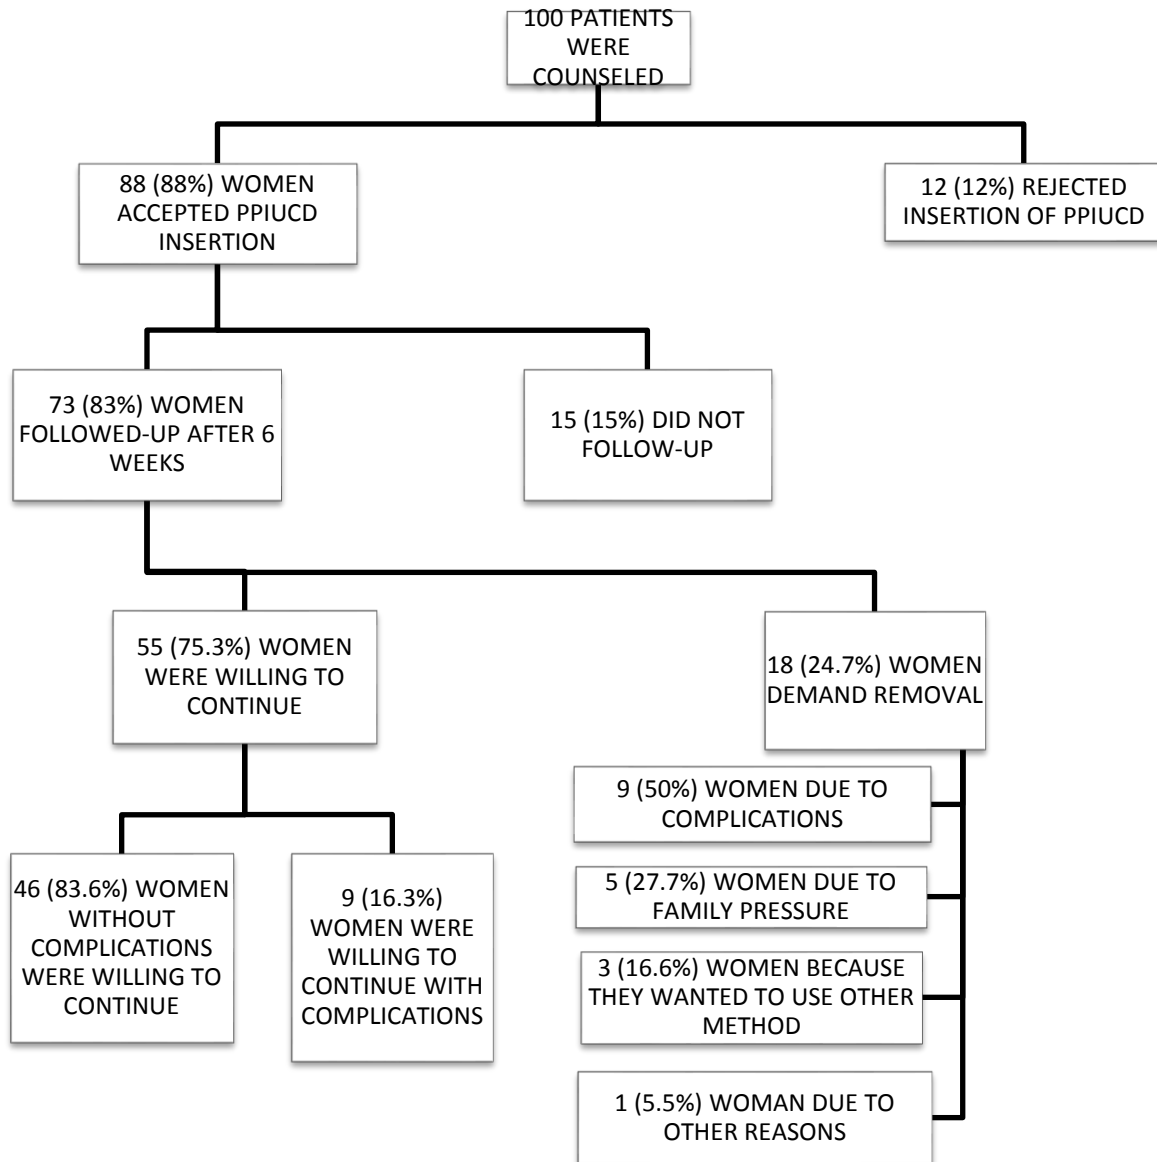 100 PATIENTS
WERE
COUNSELED
88 (88%) WOMEN
ACCEPTED PPIUCD
INSERTION
12 (12%) REJECTED
INSERTION OF PPIUCD
73 (83%) WOMEN
FOLLOWED-UP AFTER 6
WEEKS
15 (15%) DID NOT
FOLLOW-UP
55 (75.3%) WOMEN
WERE WILLING TO
CONTINUE
18 (24.7%) WOMEN
DEMAND REMOVAL
46 (83.6%) WOMEN
WITHOUT
COMPLICATIONS
WERE WILLING TO
CONTINUE
9 (16.3%)
WOMEN WERE
WILLING TO
CONTINUE WITH
COMPLICATIONS
9 (50%) WOMEN DUE TO
COMPLICATIONS
5 (27.7%) WOMEN DUE TO
FAMILY PRESSURE
3 (16.6%) WOMEN BECAUSE
THEY WANTED TO USE OTHER
METHOD
1 (5.5%) WOMAN DUE TO
OTHER REASONS